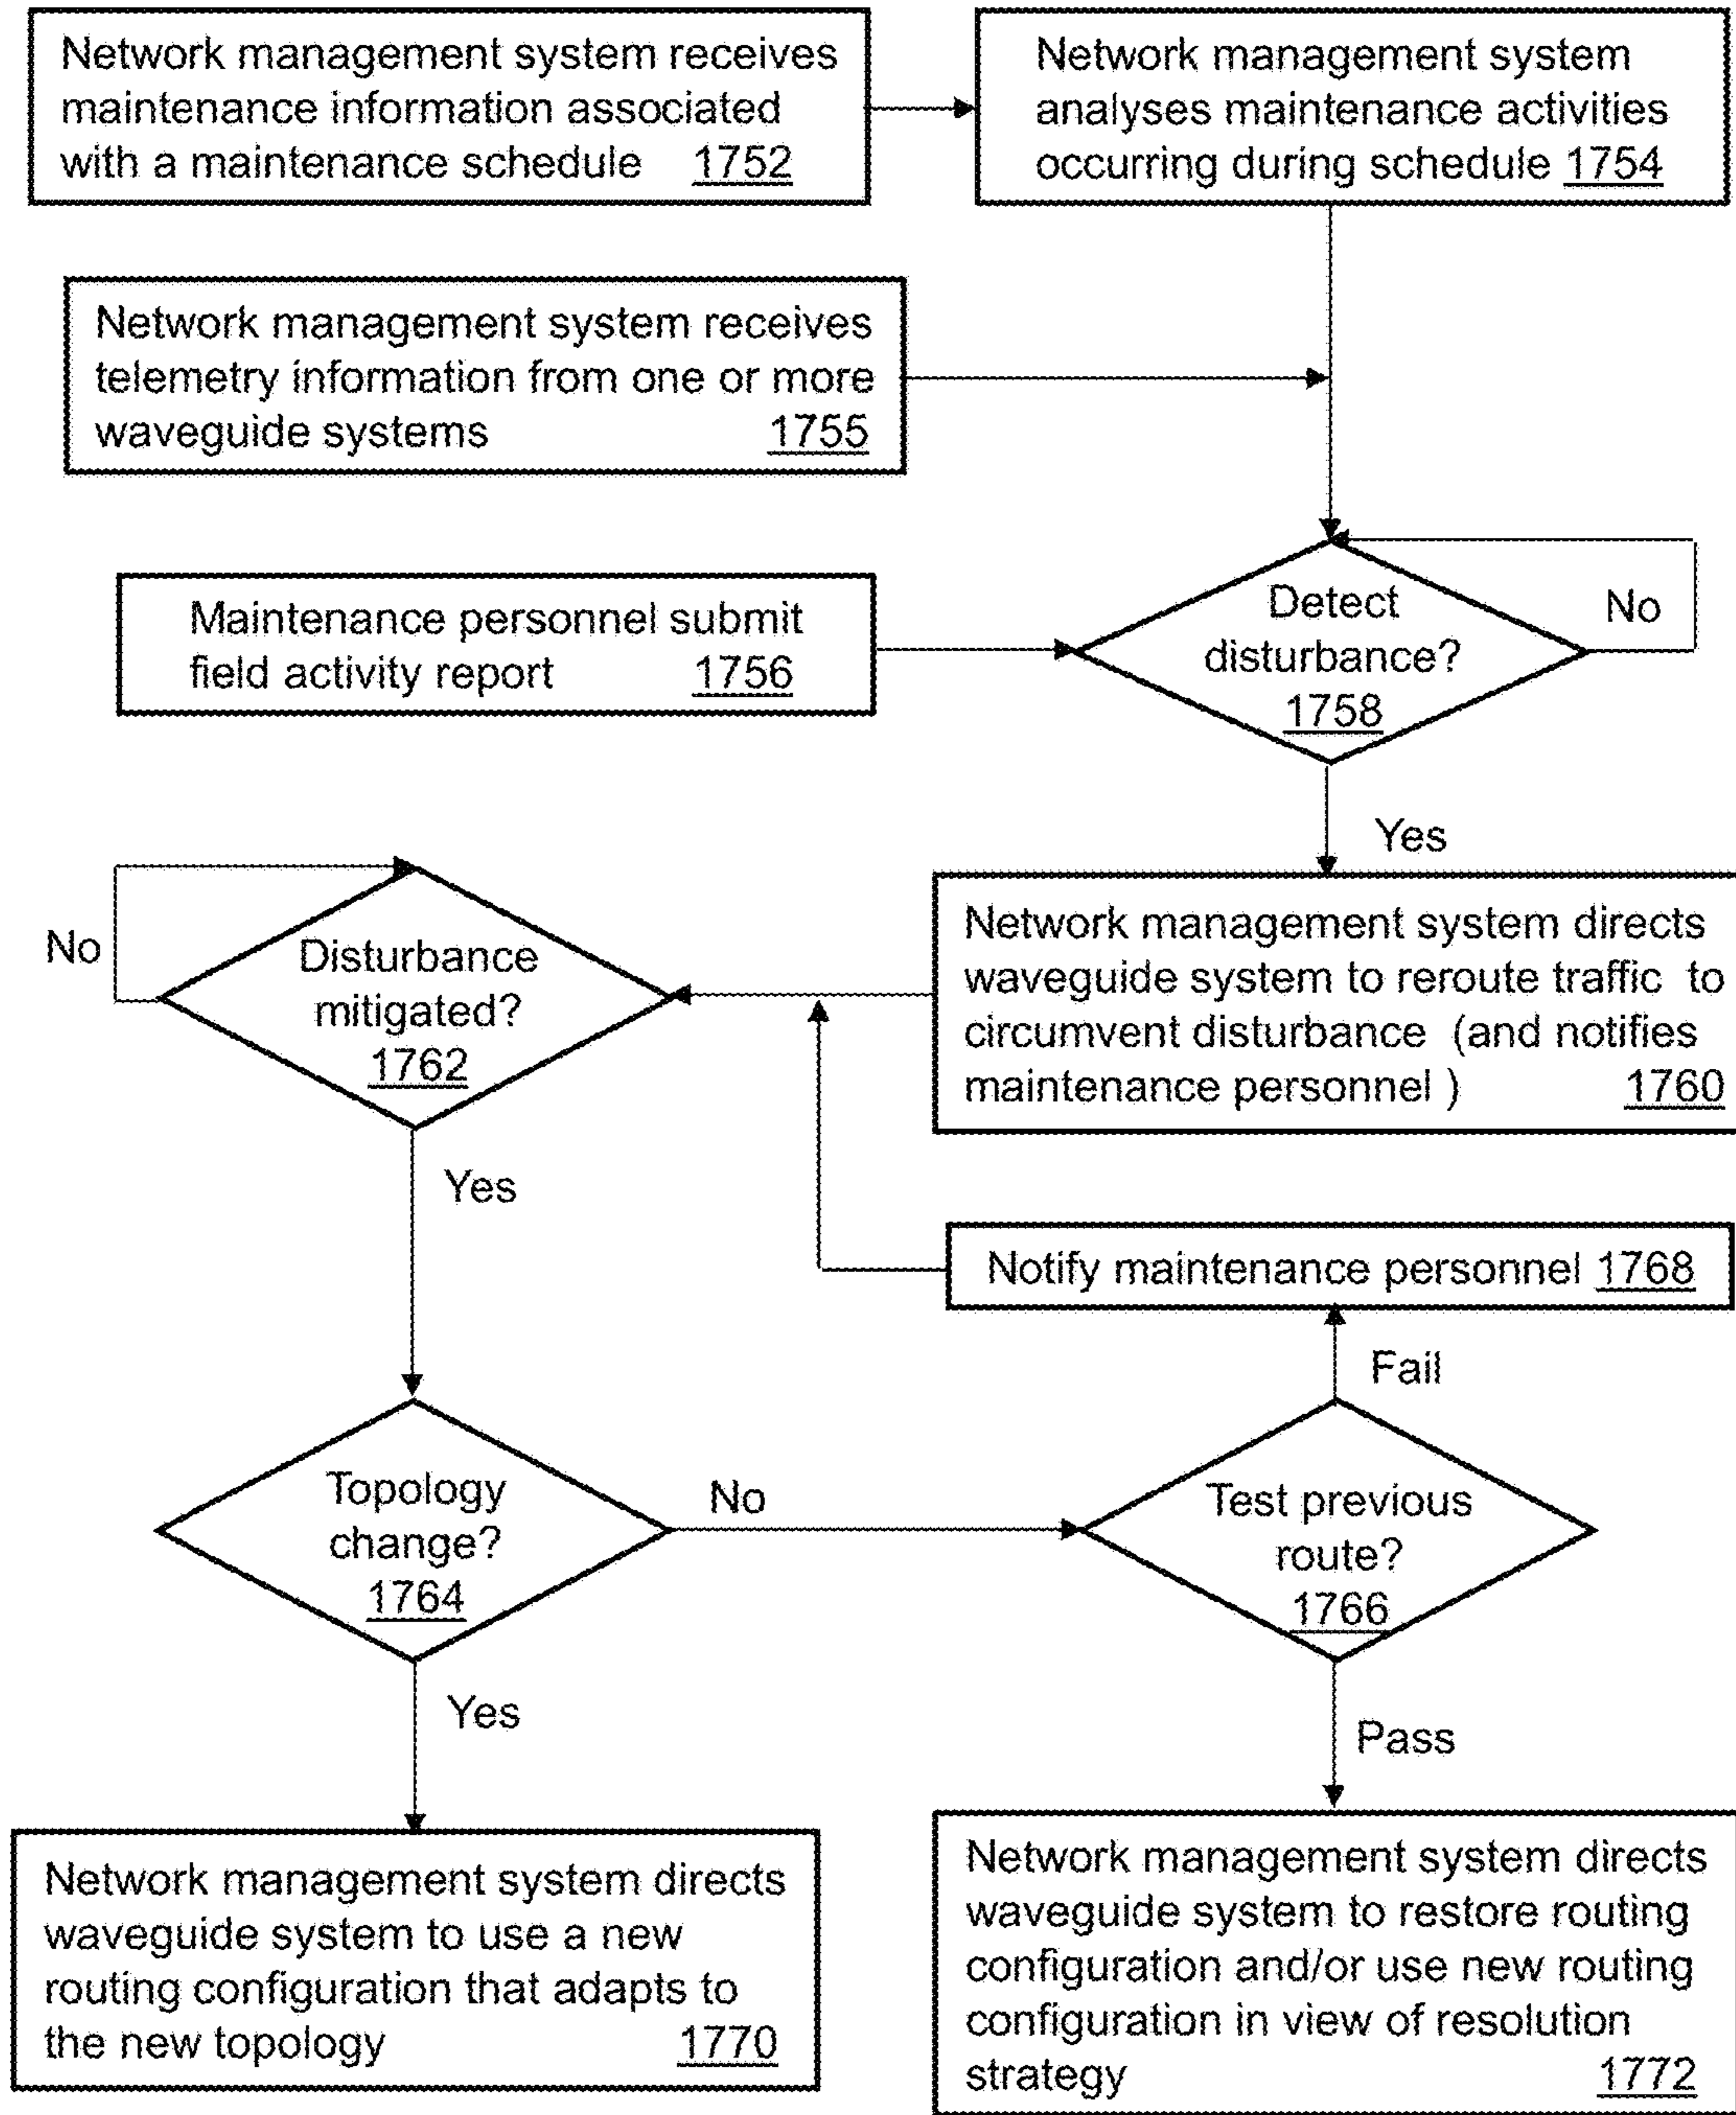 Network management system receives
maintenance information associated
with a maintenance schedule 1752
Network management system
analyses maintenance activities
occurring during schedule 1754
Network management system receives
telemetry information from one or more
waveguide systems 1755
Maintenance personnel submit
field activity report 1756
Detect
disturbance?
1758
No
Yes
Network management system directs
waveguide system to reroute traffic to
circumvent disturbance (and notifies
maintenance personnel ) 1760
No
Disturbance
mitigated?
1762
Yes
Notify maintenance personnel 1768
Fail
Topology
change?
1764
No
Test previous
route?
1766
Yes
Pass
Network management system directs
waveguide system to use a new
routing configuration that adapts to
the new topology 1770
Network management system directs
waveguide system to restore routing
configuration and/or use new routing
configuration in view of resolution
strategy 1772